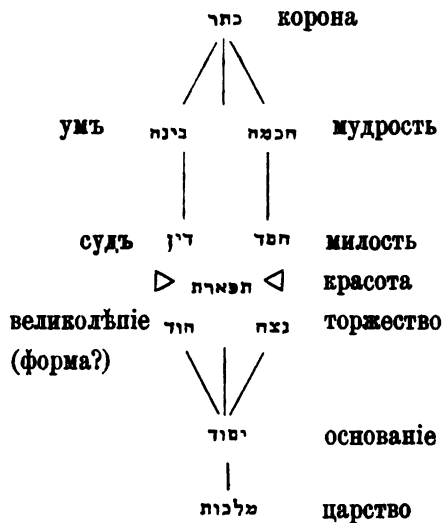 כתר корона
умъ בינה חכמה мудрость
судъ דין חסד милость
תפארת красота
великолѣпіе הוד נצח торжество
(форма?)
יסוד основаніе
מלכות царство